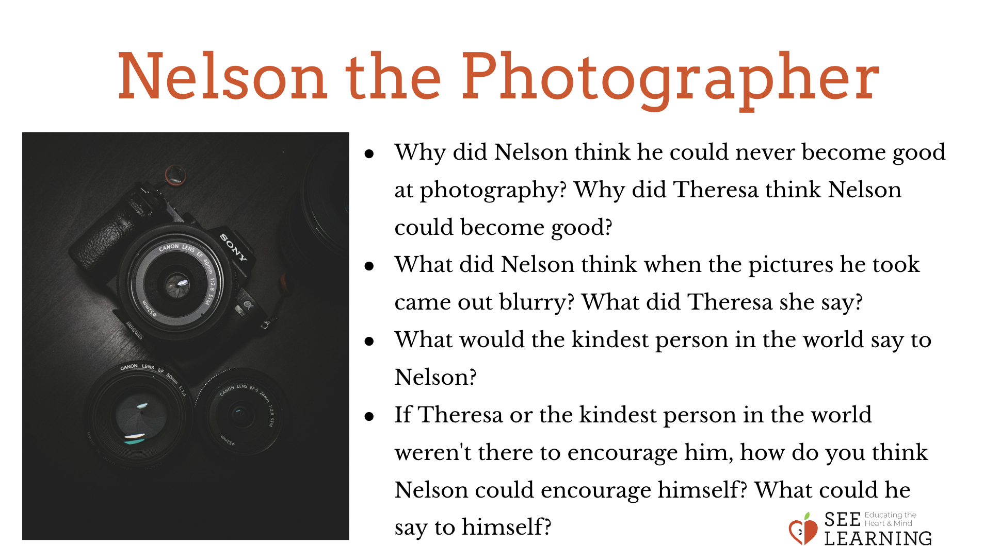 Nelson the Photographer
SONY
CANON LENS EF 40mm 1:2.8 STM
Φ52mm
metabones
CANON LENS EF 50mm 1:1.4
CANON LENS EF-S 24mm 1:2.8 STM
Φ52mm
● Why did Nelson think he could never become good
at photography? Why did Theresa think Nelson
could become good?
● What did Nelson think when the pictures he took
came out blurry? What did Theresa she say?
● What would the kindest person in the world say to
Nelson?
● If Theresa or the kindest person in the world
weren't there to encourage him, how do you think
Nelson could encourage himself? What could he
say to himself?
SEE
Educating the
Heart & Mind
LEARNING